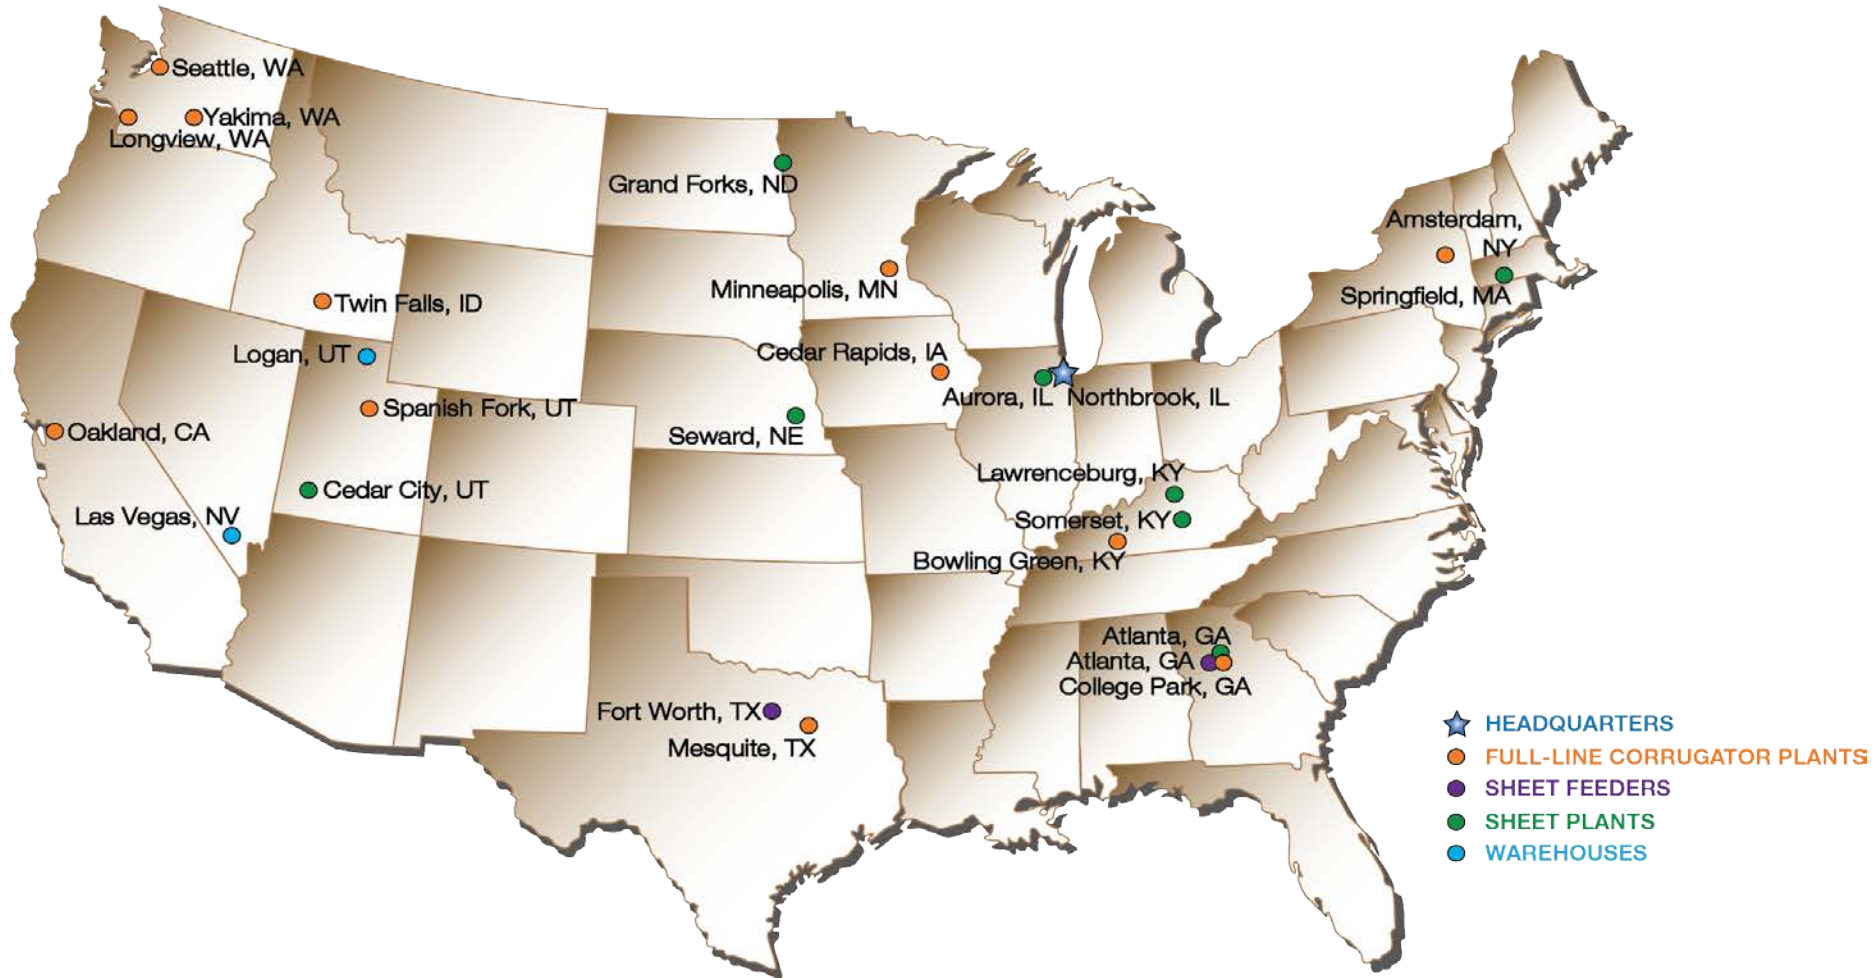 Seattle, WA
Yakima, WA
Longview, WA
Grand Forks, ND
Amsterdam,
NY
Minneapolis, MN
Springfield, MA
Twin Falls, ID
Logan, UT
Cedar Rapids, IA
Aurora, IL
Northbrook, IL
Spanish Fork, UT
Oakland, CA
Seward, NE
Lawrenceburg, KY
Cedar City, UT
Las Vegas, NV
Somerset, KY
Bowling Green, KY
Atlanta, GA
Atlanta, GA
College Park, GA
Fort Worth, TX
Mesquite, TX
HEADQUARTERS
FULL-LINE CORRUGATOR PLANTS
SHEET FEEDERS
SHEET PLANTS
WAREHOUSES